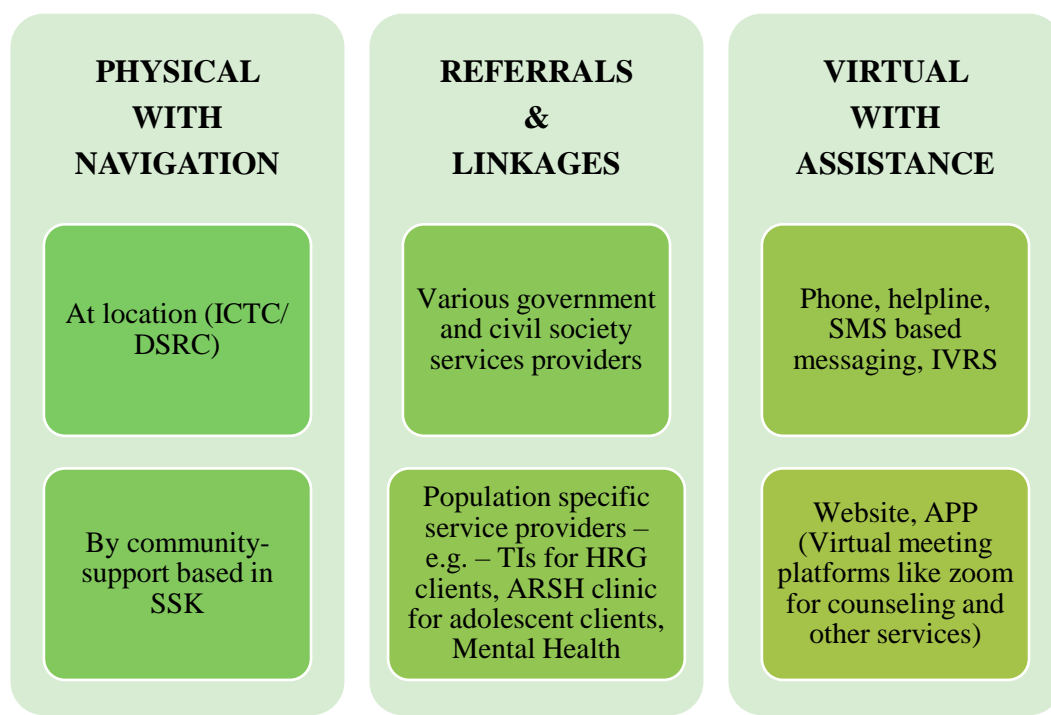 PHYSICAL
WITH
NAVIGATION
At location (ICTC/
DSRC)
By community-
support based in
SSK
REFERRALS
&
LINKAGES
Various government
and civil society
services providers
Population specific
service providers –
e.g. – TIs for HRG
clients, ARSH clinic
for adolescent clients,
Mental Health
VIRTUAL
WITH
ASSISTANCE
Phone, helpline,
SMS based
messaging, IVRS
Website, APP
(Virtual meeting
platforms like zoom
for counseling and
other services)